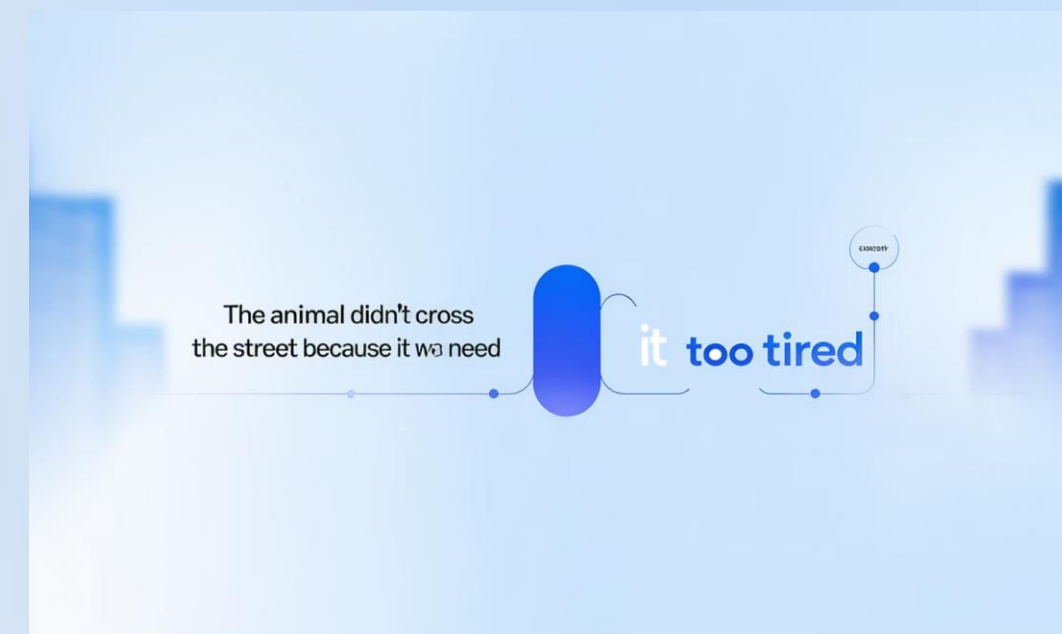 The animal didn't cross
the street because it need
it too tired